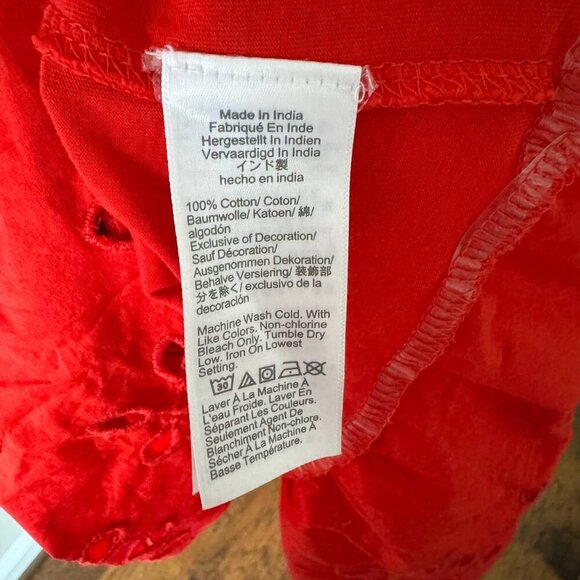 Made In India
Fabriqué En Inde
Hergestellt In Indien
Vervaardigd In India
インド製
hecho en india
100% Cotton/ Coton/
Baumwolle/ Katoen/ 綿/
algodón
Exclusive of Decoration/
Sauf Décoration/
Ausgenommen Dekoration/
Behalve Versiering/ 装飾部
分を除く/ exclusivo de la
decoración
Machine Wash Cold. With
Like Colors. Non-chlorine
Bleach Only. Tumble Dry
Low. Iron On Lowest
Setting.
30
Laver À La Machine À
L'eau Froide. Laver En
Séparant Les Couleurs.
Seulement Agent De
Blanchiment Non-chlore.
Sécher À La Machine À
Basse Température.